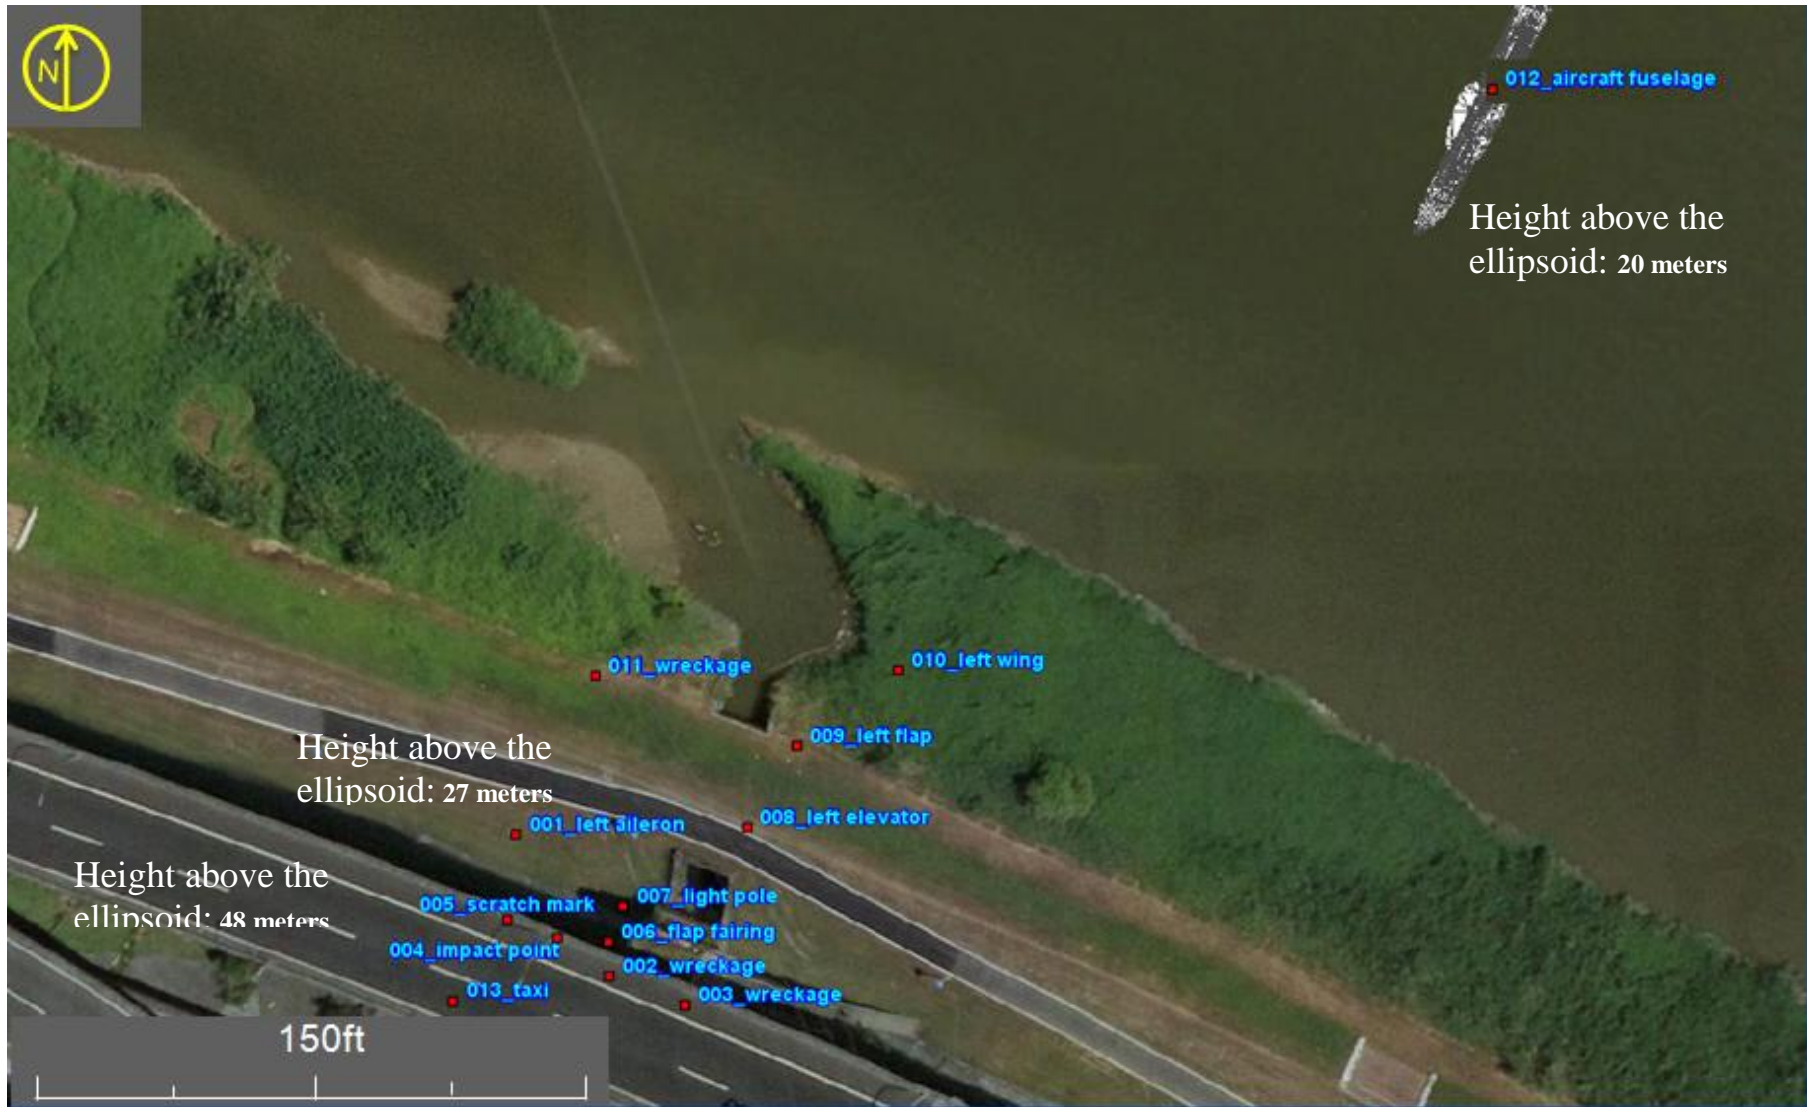 N
012_aircraft fuselage
Height above the
ellipsoid: 20 meters
011_wreckage
010_left wing
009_left flap
Height above the
ellipsoid: 27 meters
001_left aileron
008_left elevator
Height above the
ellipsoid: 48 meters
005_scratch mark
007_light pole
006_flap fairing
004_impact point
002_wreckage
013_taxi
003_wreckage
150ft